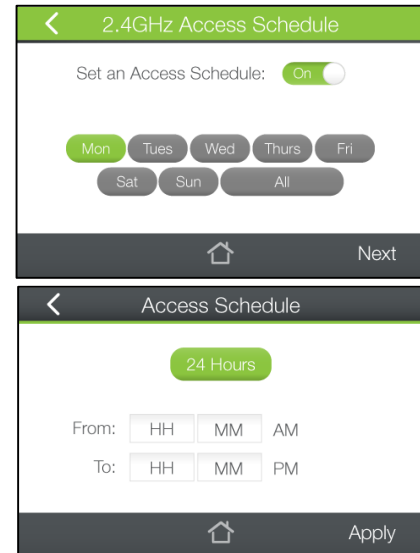 2.4GHz Access Schedule
Set an Access Schedule: On
Mon Tues Wed Thurs Fri
Sat Sun All
Next
Access Schedule
24 Hours
From: HH MM AM
To: HH MM PM
Apply